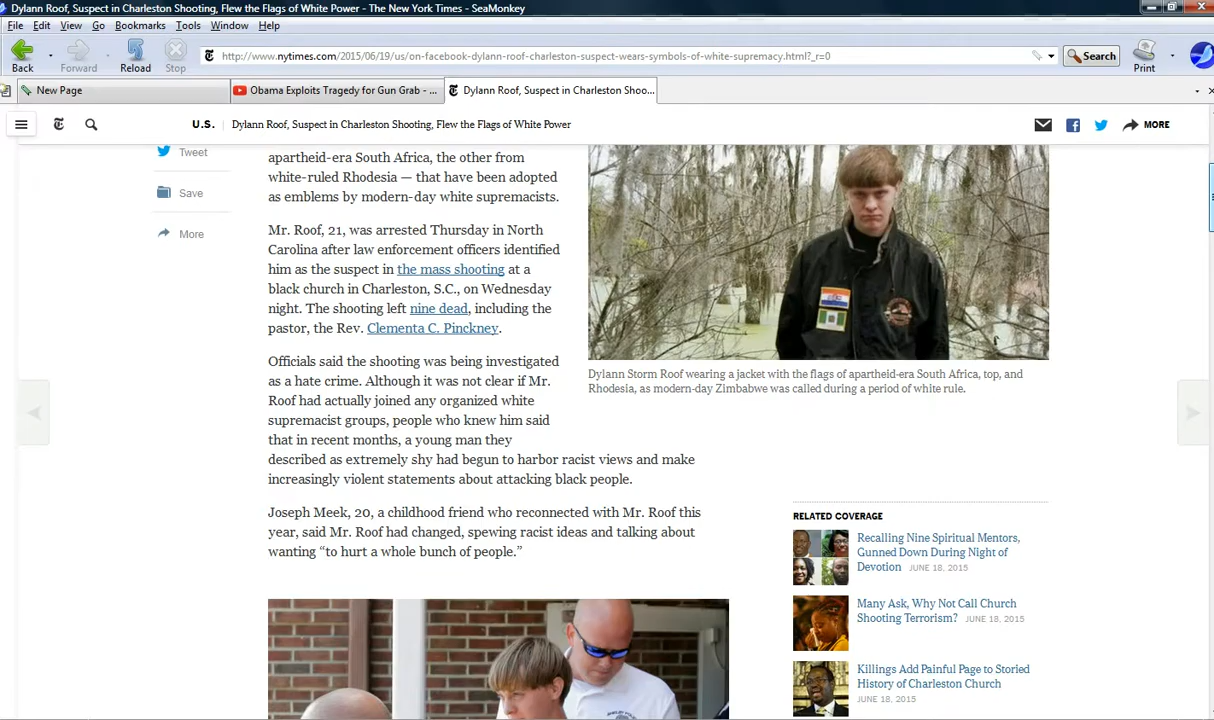 Dylann Roof, Suspect in Charleston Shooting, Flew the Flags of White Power - The New York Times - SeaMonkey
File Edit View Go Bookmarks Tools Window Help
Back Forward Reload Stop
http://www.nytimes.com/2015/06/19/us/on-facebook-dylann-roof-charleston-suspect-wears-symbols-of-white-supremacy.html?_r=0
Search
Print
New Page
Obama Exploits Tragedy for Gun Grab - ...
Dylann Roof, Suspect in Charleston Shoo...
U.S. Dylann Roof, Suspect in Charleston Shooting, Flew the Flags of White Power
MORE
Tweet
Save
More
apartheid-era South Africa, the other from
white-ruled Rhodesia — that have been adopted
as emblems by modern-day white supremacists.
Mr. Roof, 21, was arrested Thursday in North
Carolina after law enforcement officers identified
him as the suspect in the mass shooting at a
black church in Charleston, S.C., on Wednesday
night. The shooting left nine dead, including the
pastor, the Rev. Clementa C. Pinckney.
Officials said the shooting was being investigated
as a hate crime. Although it was not clear if Mr.
Roof had actually joined any organized white
supremacist groups, people who knew him said
that in recent months, a young man they
described as extremely shy had begun to harbor racist views and make
increasingly violent statements about attacking black people.
Joseph Meek, 20, a childhood friend who reconnected with Mr. Roof this
year, said Mr. Roof had changed, spewing racist ideas and talking about
wanting “to hurt a whole bunch of people.”
Dylann Storm Roof wearing a jacket with the flags of apartheid-era South Africa, top, and
Rhodesia, as modern-day Zimbabwe was called during a period of white rule.
RELATED COVERAGE
Recalling Nine Spiritual Mentors,
Gunned Down During Night of
Devotion JUNE 18, 2015
Many Ask, Why Not Call Church
Shooting Terrorism? JUNE 18, 2015
Killings Add Painful Page to Storied
History of Charleston Church
JUNE 18, 2015